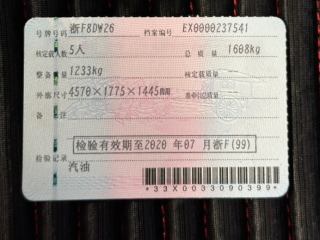 号牌号码 浙F8DW26 档案编号 EX0000237541
核定载人数 5人 总质量 1608kg
整备质量 1233kg 核定载质量
外廓尺寸 4570×1775×1445mm 准牵引总质量
备注
检验有效期至2020 年07 月浙F(99)
检验记录
汽油
*33X0033090399*